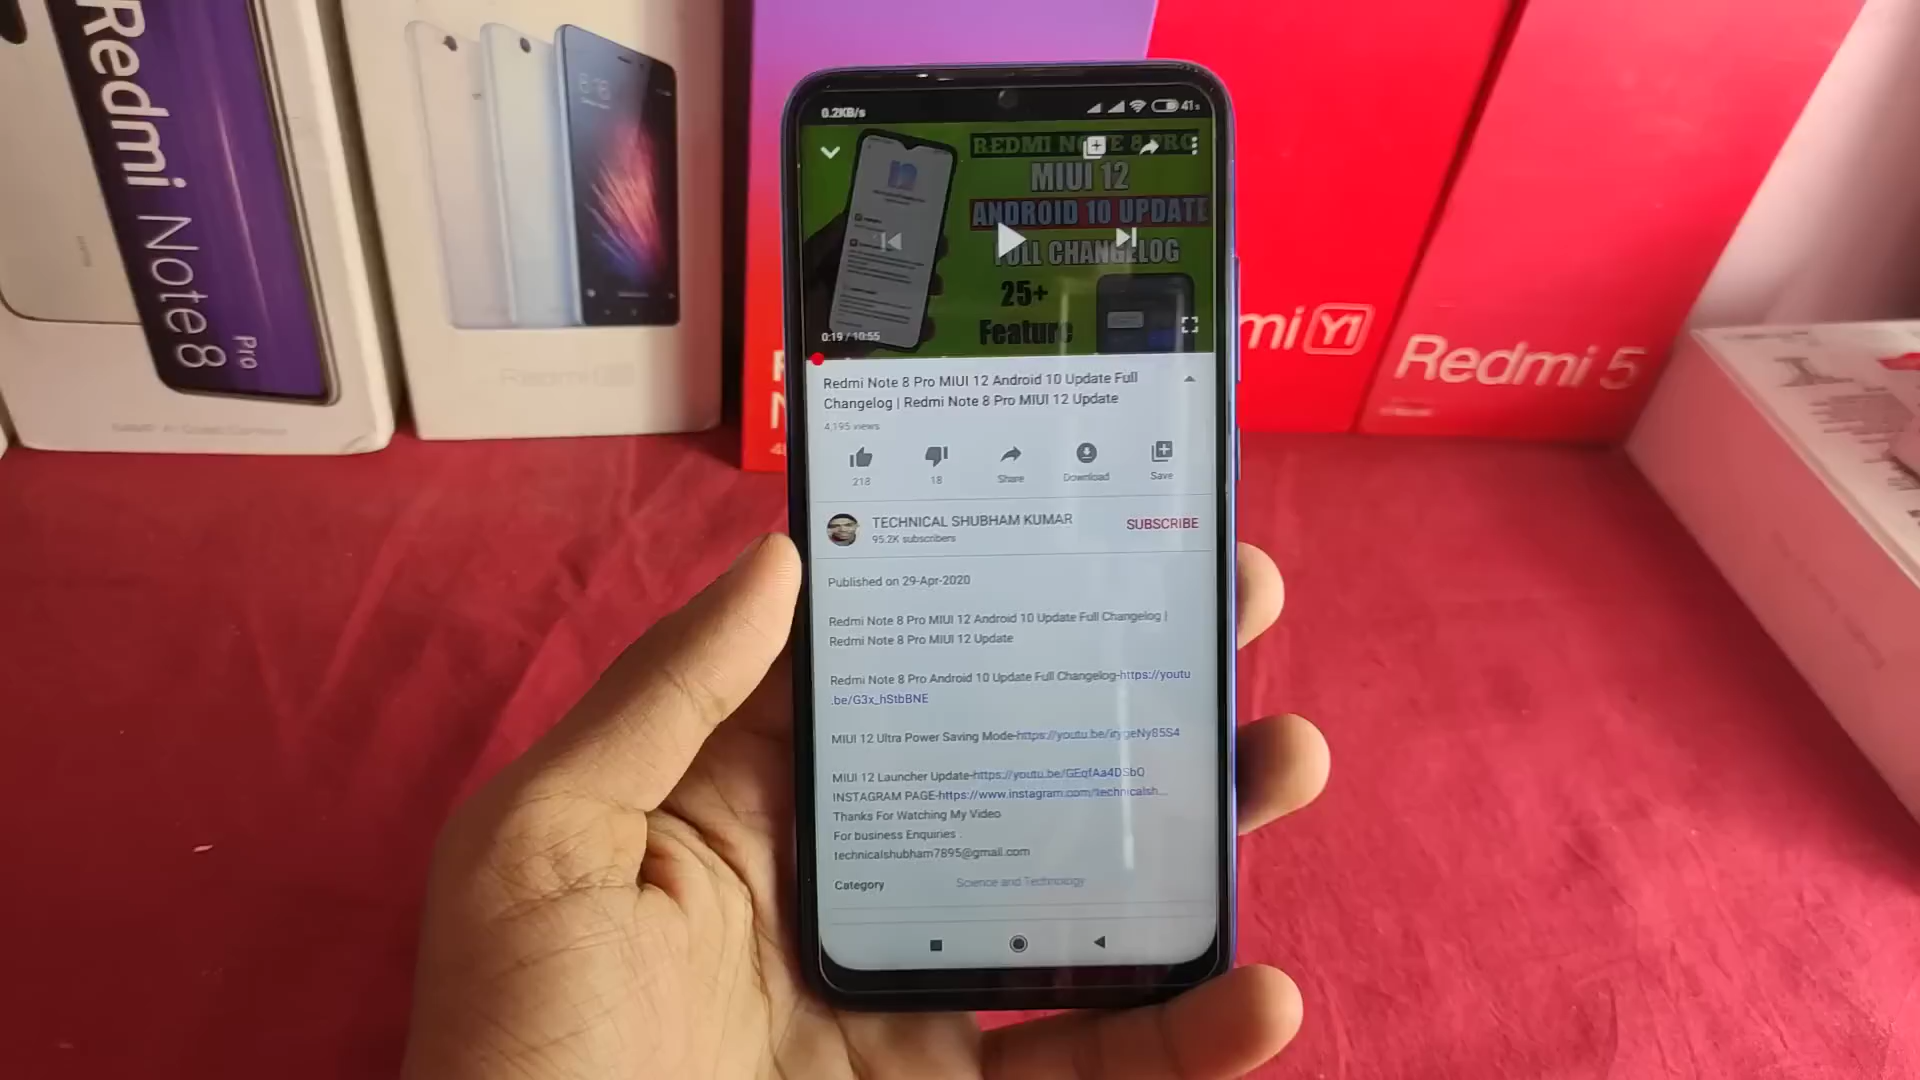 Redmi Note 8
Pro
8:16
0.2KB/s
41
REDMI NOTE 8 PRO
MIUI 12
ANDROID 10 UPDATE
FULL CHANGELOG
25+
Feature
0:19 / 10:55
Redmi Note 8 Pro MIUI 12 Android 10 Update Full
Changelog | Redmi Note 8 Pro MIUI 12 Update
4,195 views
218
18
Share
Download
Save
TECHNICAL SHUBHAM KUMAR
95.2K subscribers
SUBSCRIBE
Published on 29-Apr-2020
Redmi Note 8 Pro MIUI 12 Android 10 Update Full Changelog |
Redmi Note 8 Pro MIUI 12 Update
Redmi Note 8 Pro Android 10 Update Full Changelog-https://youtu
.be/G3x_hStbBNE
MIUI 12 Ultra Power Saving Mode-https://youtu.be/irygeNy85S4
MIUI 12 Launcher Update-https://youtu.be/GEqfAa4DSbQ
INSTAGRAM PAGE-https://www.instagram.com/technicalsh...
Thanks For Watching My Video
For business Enquiries .
technicalshubham7895@gmail.com
Category
Science and Technology
mi Y1
Redmi 5